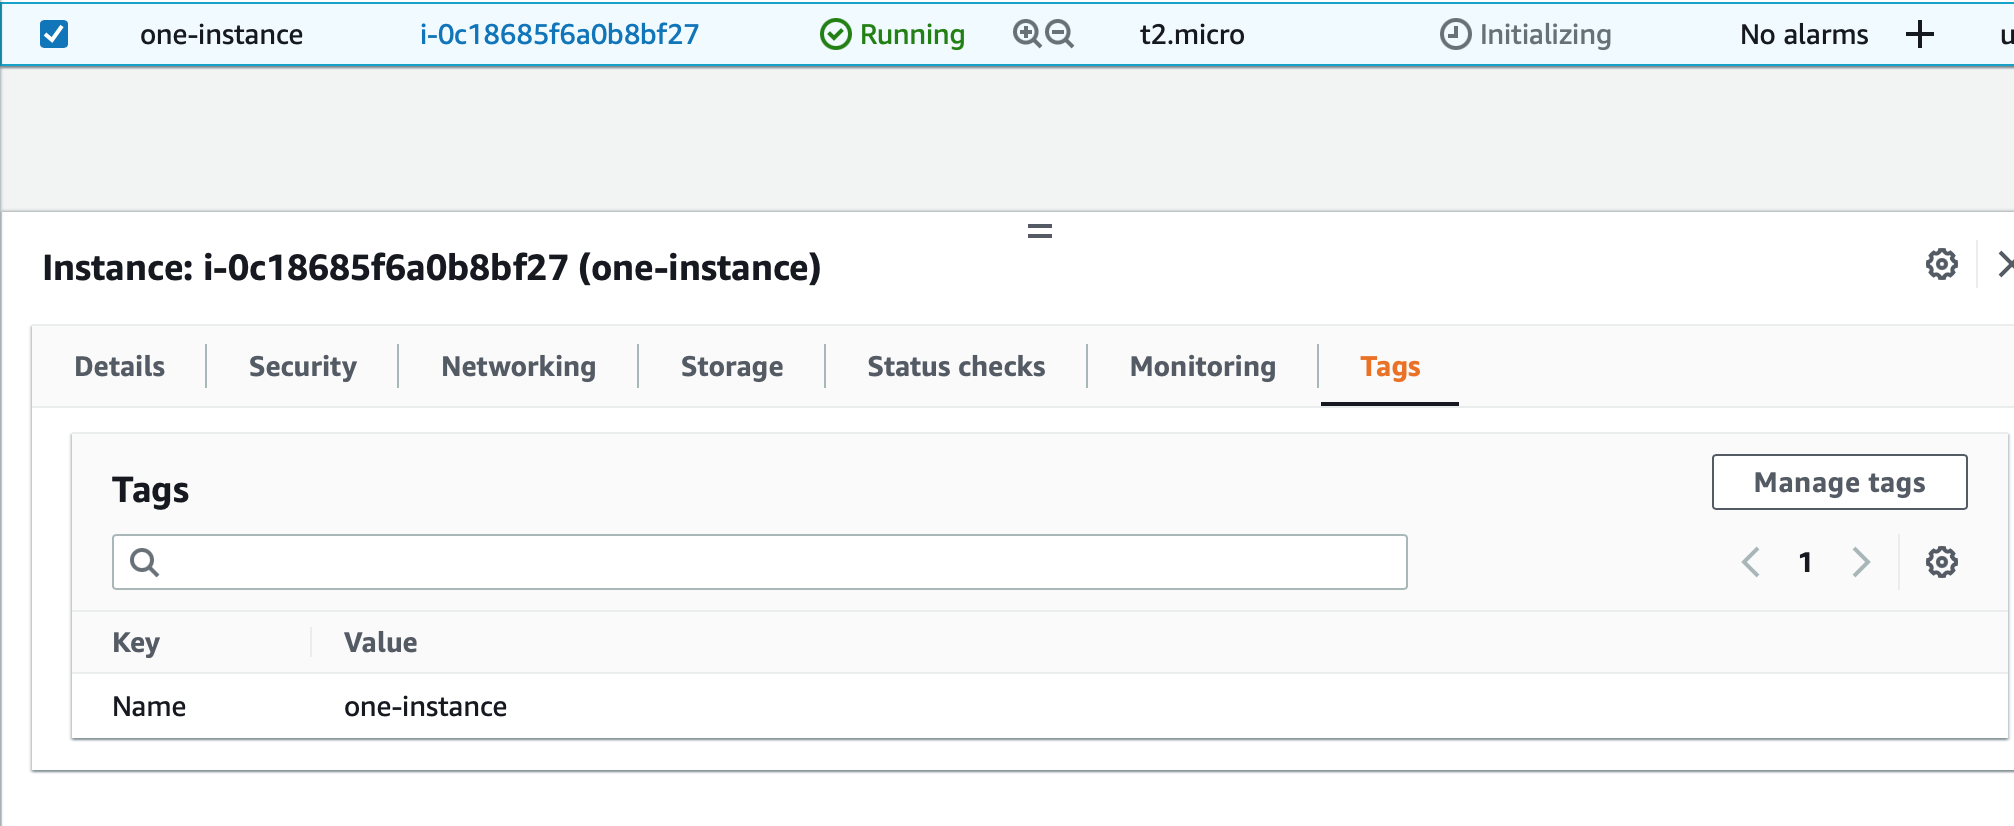 one-instance i-0c18685f6a0b8bf27 Running t2.micro Initializing No alarms + u
Instance: i-0c18685f6a0b8bf27 (one-instance)
Details Security Networking Storage Status checks Monitoring Tags
Tags
Manage tags
1
Key Value
Name one-instance